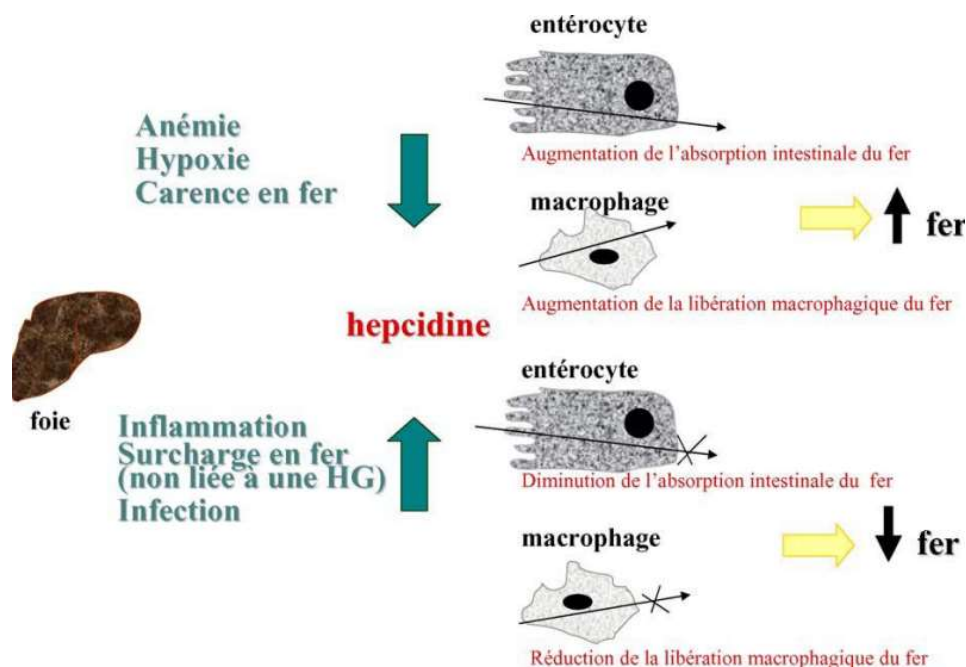 entérocyte
Anémie
Hypoxie
Carence en fer
Augmentation de l'absorption intestinale du fer
macrophage
fer
Augmentation de la libération macrophagique du fer
hepcidine
foie
entérocyte
Inflammation
Surcharge en fer
(non liée à une HG)
Infection
Diminution de l'absorption intestinale du fer
macrophage
fer
Réduction de la libération macrophagique du fer